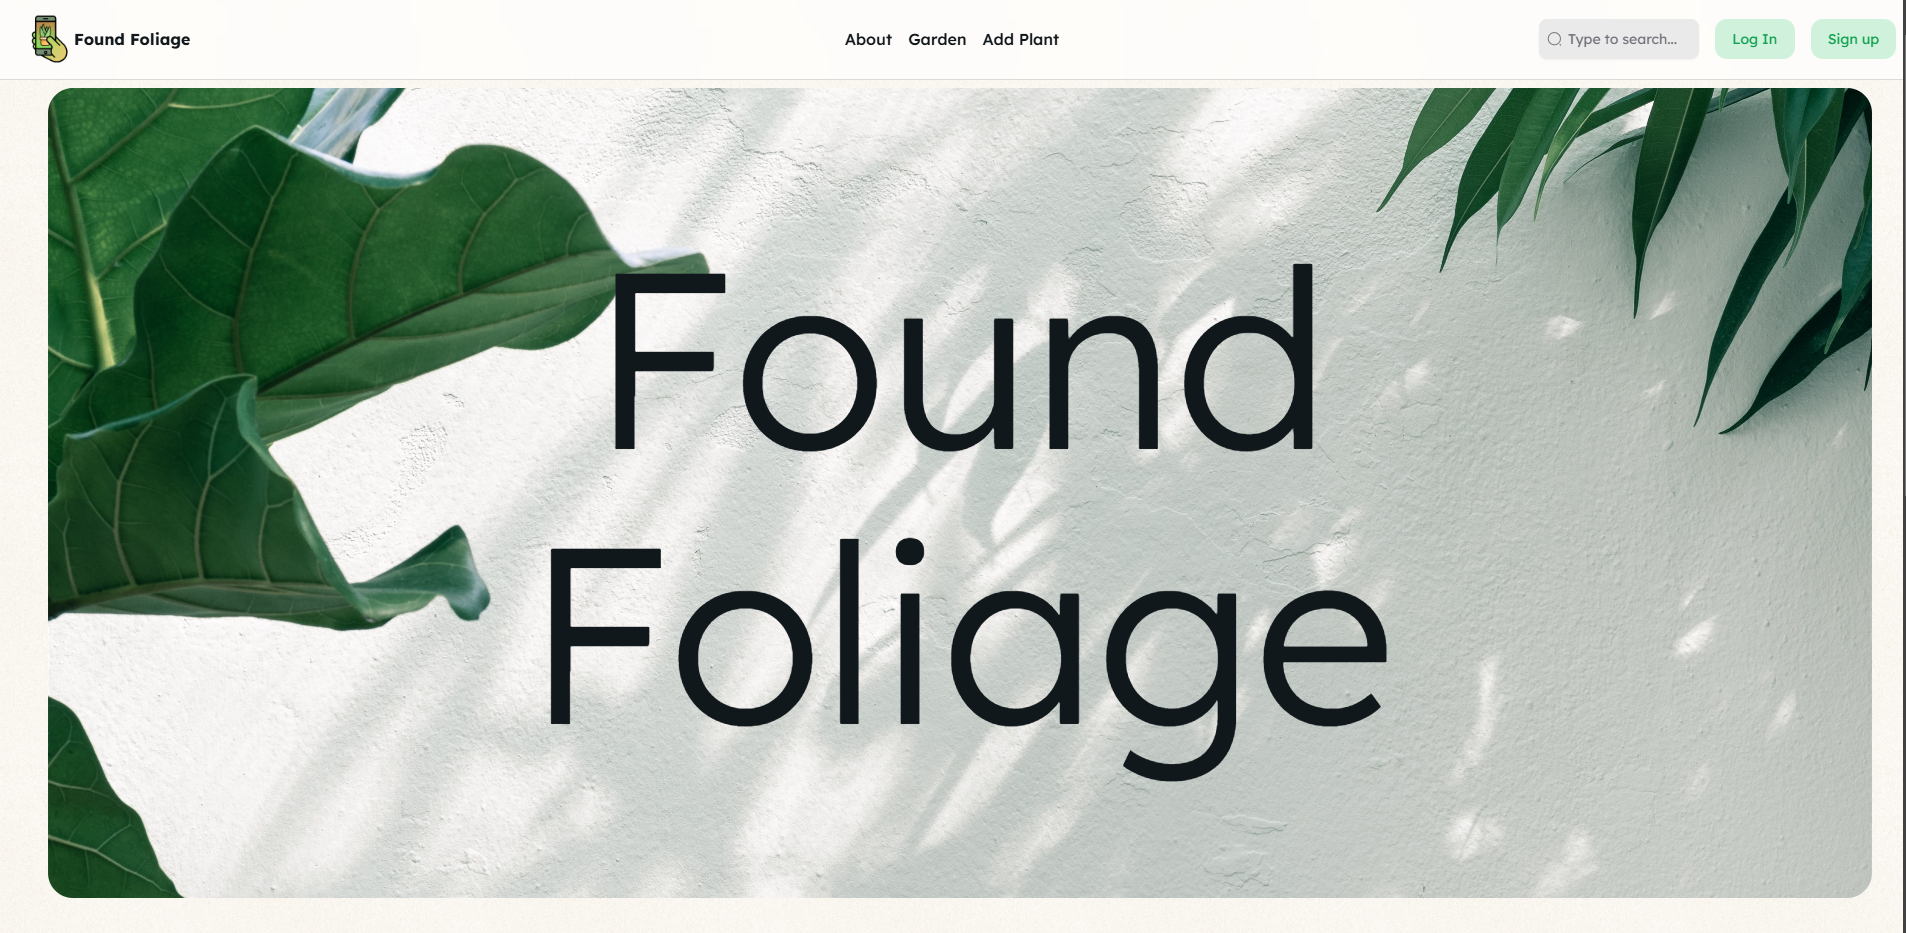 Found Foliage
About Garden Add Plant
Type to search...
Log In
Sign up
Found
Foliage